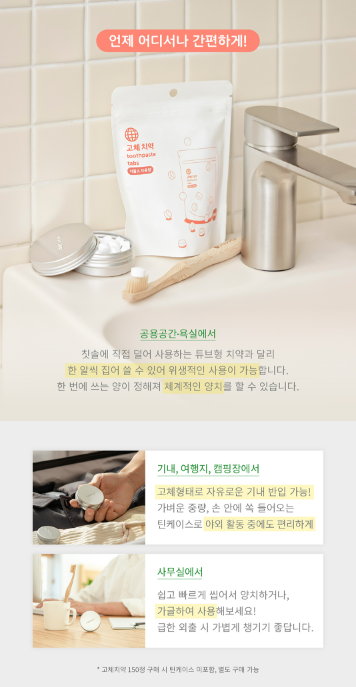 언제 어디서나 간편하게!
고체 치약
toothpaste
tabs
공용공간·욕실에서
칫솔에 직접 덜어 사용하는 튜브형 치약과 달리
한 알씩 집어 쓸 수 있어 위생적인 사용이 가능합니다.
한 번에 쓰는 양이 정해져 체계적인 양치를 할 수 있습니다.
기내, 여행지, 캠핑장에서
고체형태로 자유로운 기내 반입 가능!
가벼운 중량, 손 안에 쏙 들어오는
틴케이스로 야외 활동 중에도 편리하게
사무실에서
쉽고 빠르게 씹어서 양치하거나,
가글하여 사용해보세요!
급한 외출 시 가볍게 챙기기 좋답니다.
* 고체치약 150정 구매 시 틴케이스 미포함, 별도 구매 가능